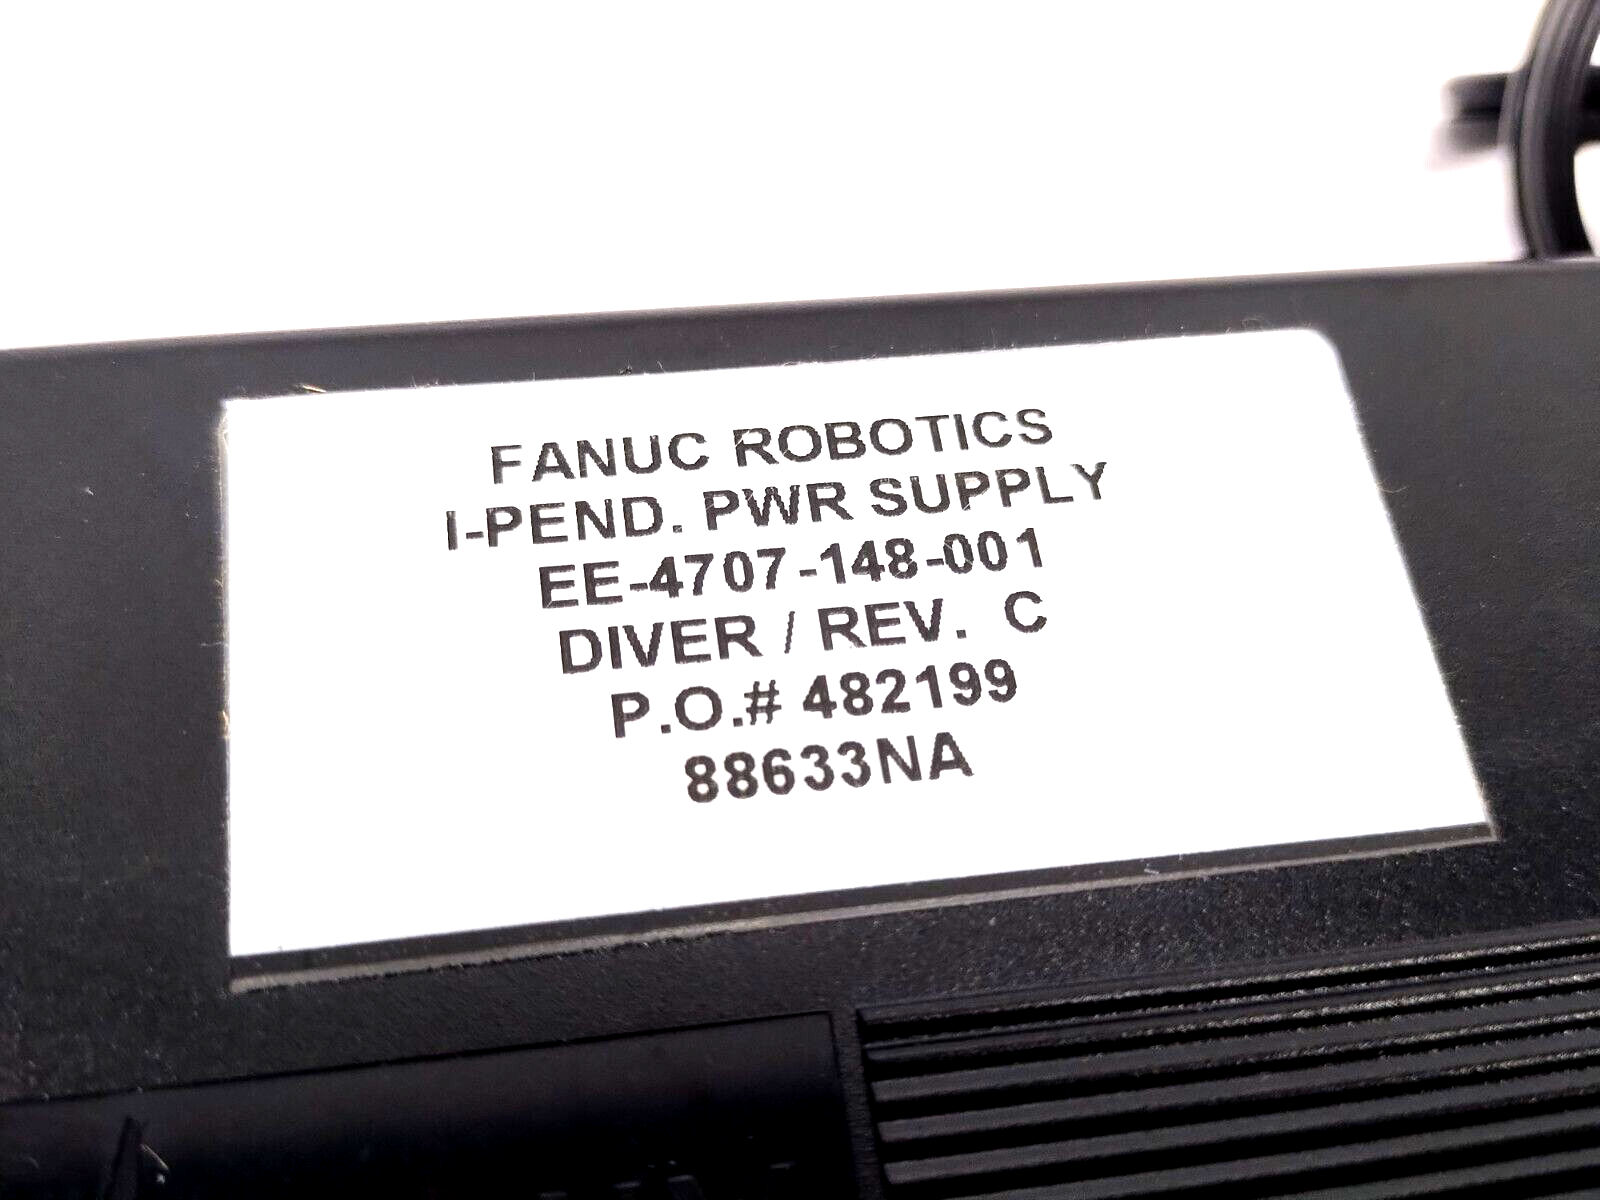 FANUC ROBOTICS
I-PEND. PWR SUPPLY
EE-4707-148-001
DIVER / REV. C
P.O.# 482199
88633NA